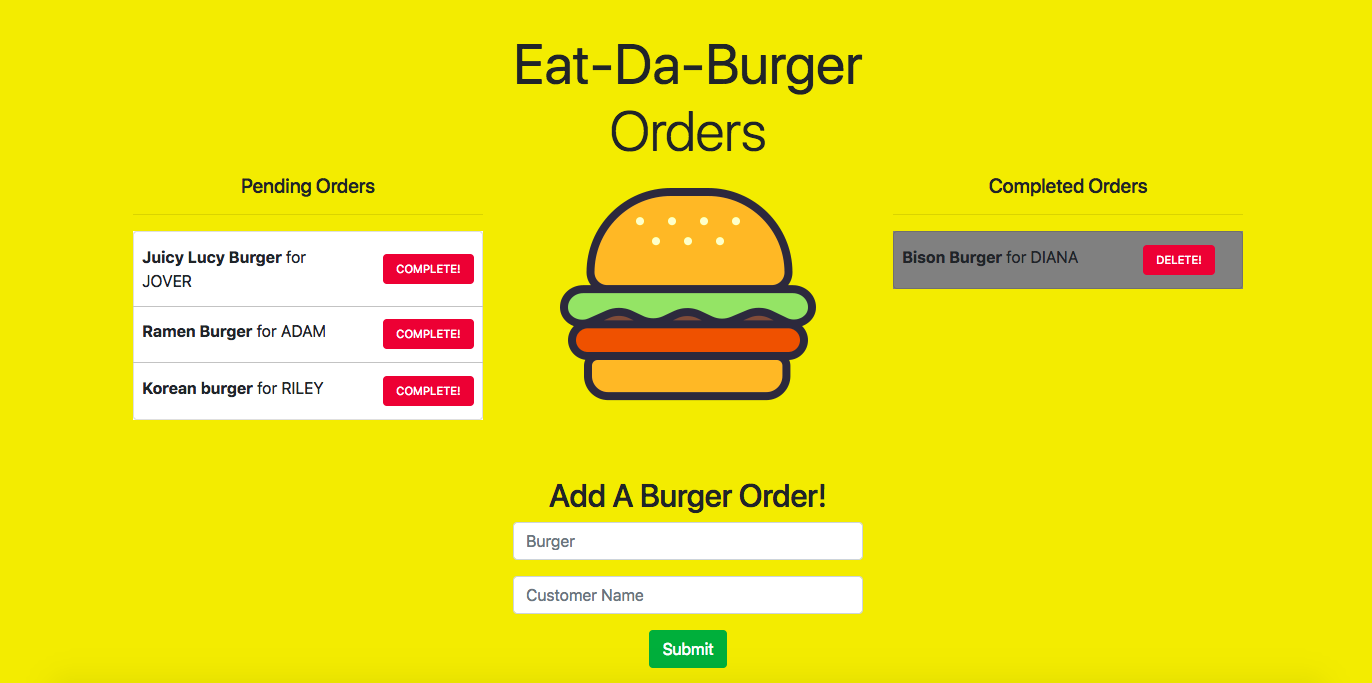 Eat-Da-Burger
Orders
Pending Orders
Juicy Lucy Burger for
JOVER
COMPLETE!
Ramen Burger for ADAM
COMPLETE!
Korean burger for RILEY
COMPLETE!
Completed Orders
Bison Burger for DIANA
DELETE!
Add A Burger Order!
Burger
Customer Name
Submit